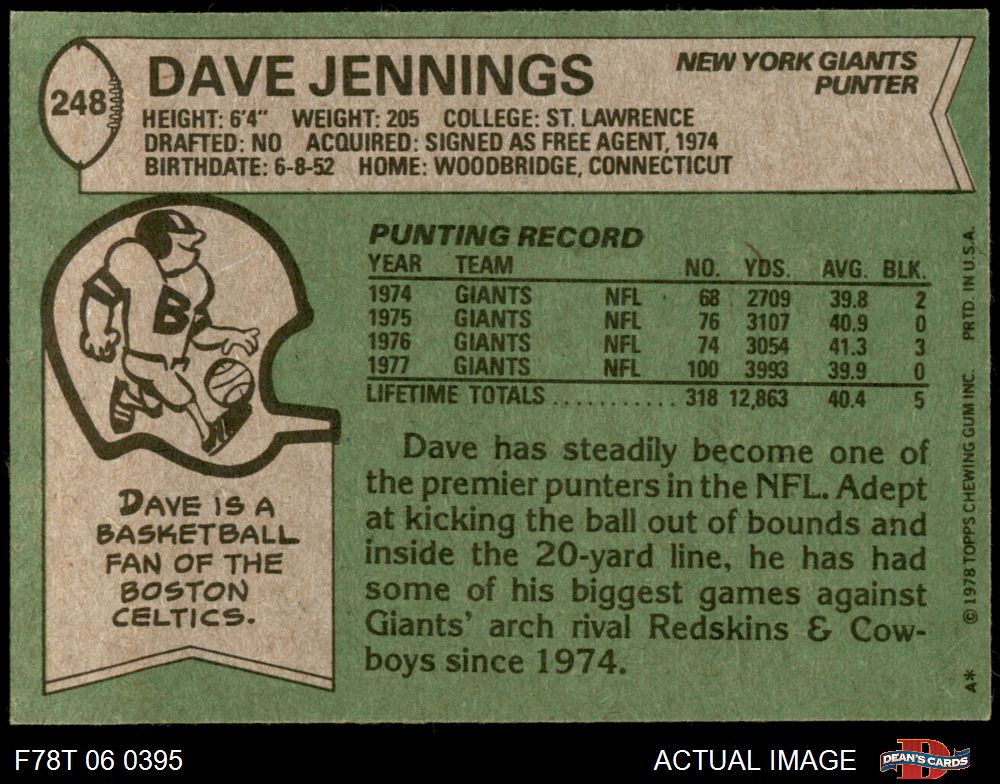 248
DAVE JENNINGS
NEW YORK GIANTS
PUNTER
HEIGHT: 6'4" WEIGHT: 205 COLLEGE: ST. LAWRENCE
DRAFTED: NO ACQUIRED: SIGNED AS FREE AGENT, 1974
BIRTHDATE: 6-8-52 HOME: WOODBRIDGE, CONNECTICUT
B
DAVE IS A
BASKETBALL
FAN OF THE
BOSTON
CELTICS.
PUNTING RECORD
YEAR TEAM NO. YDS. AVG. BLK.
1974 GIANTS NFL 68 2709 39.8 2
1975 GIANTS NFL 76 3107 40.9 0
1976 GIANTS NFL 74 3054 41.3 3
1977 GIANTS NFL 100 3993 39.9 0
LIFETIME TOTALS ........... 318 12,863 40.4 5
Dave has steadily become one of
the premier punters in the NFL. Adept
at kicking the ball out of bounds and
inside the 20-yard line, he has had
some of his biggest games against
Giants' arch rival Redskins & Cow-
boys since 1974.
A* © 1978 TOPPS CHEWING GUM INC. PRTD. IN U.S.A.
F78T 06 0395
ACTUAL IMAGE
D
DEAN'S CARDS